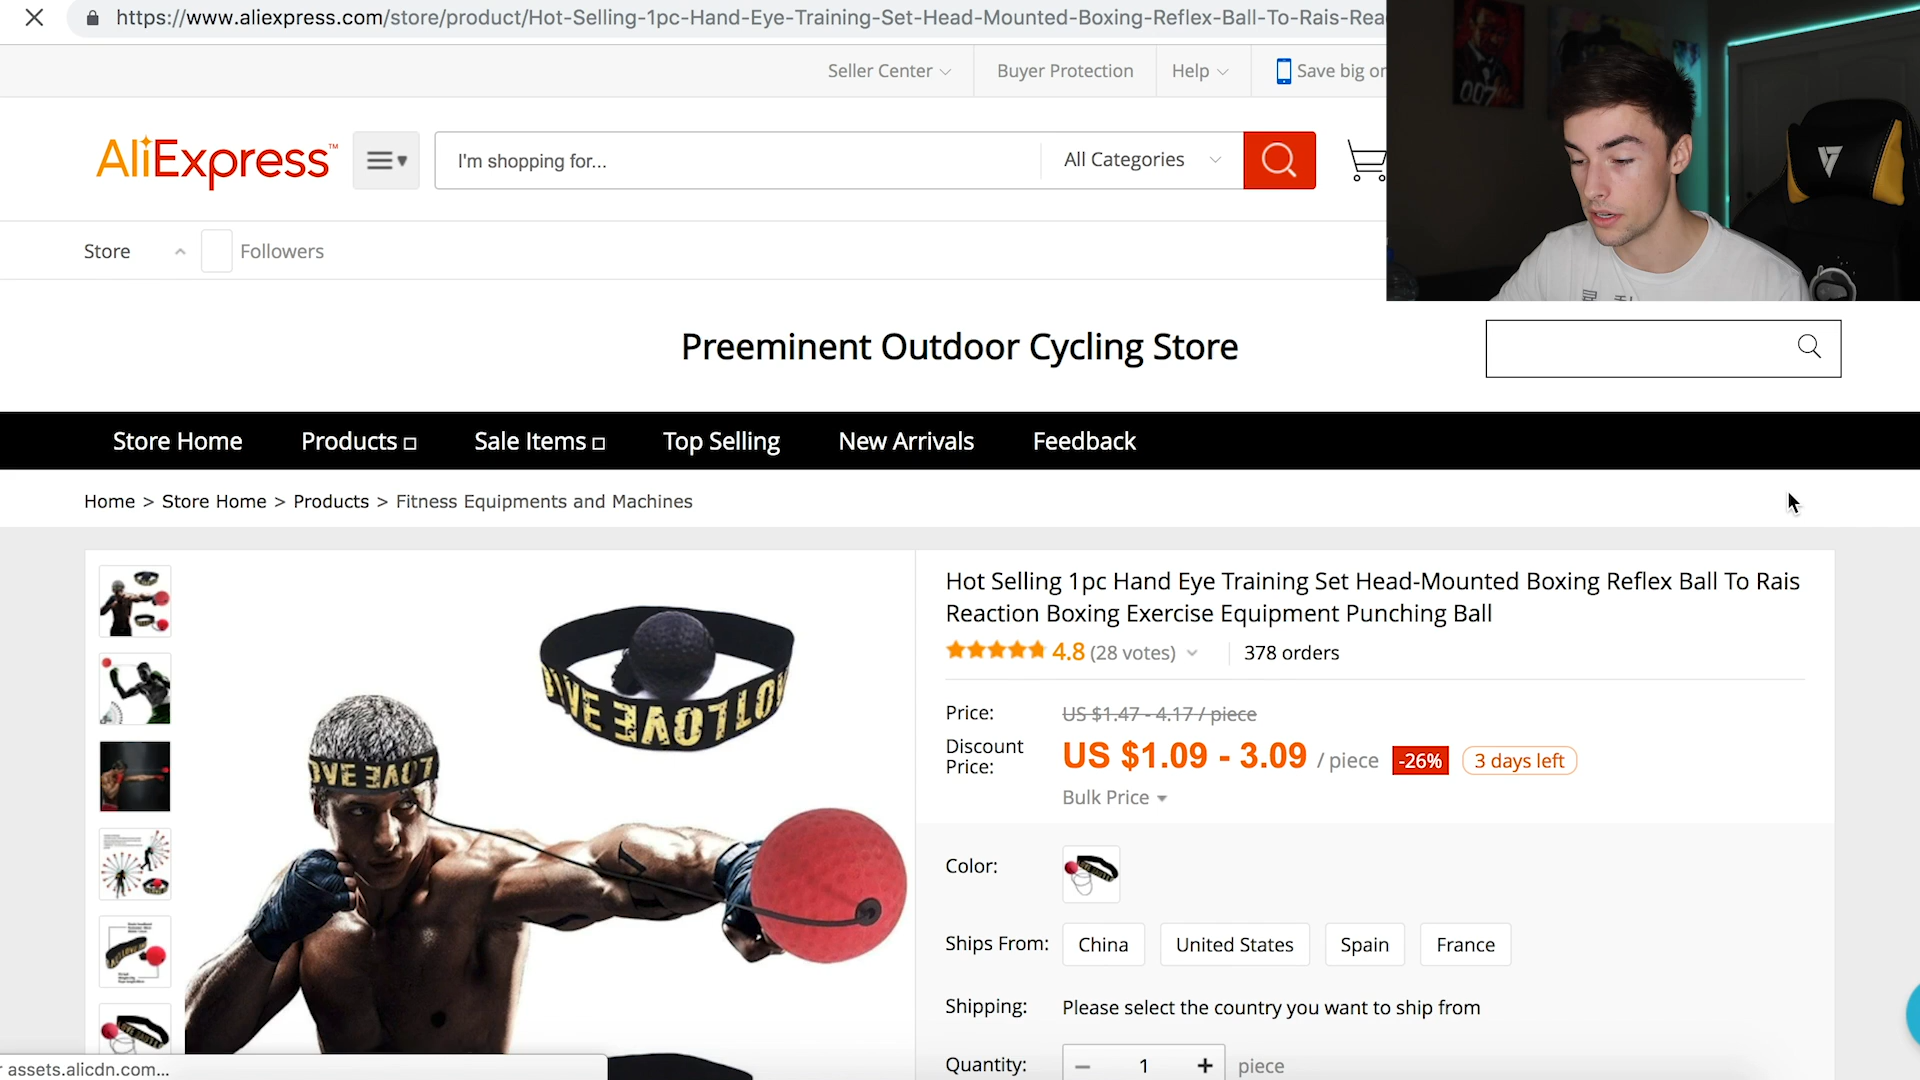 https://www.aliexpress.com/store/product/Hot-Selling-1pc-Hand-Eye-Training-Set-Head-Mounted-Boxing-Reflex-Ball-To-Rais-Rea
Seller Center
Buyer Protection
Help
Save big or
007
AliExpress™
I'm shopping for...
All Categories
Store
Followers
Preeminent Outdoor Cycling Store
Store Home
Products
Sale Items
Top Selling
New Arrivals
Feedback
Home > Store Home > Products > Fitness Equipments and Machines
Hot Selling 1pc Hand Eye Training Set Head-Mounted Boxing Reflex Ball To Rais
Reaction Boxing Exercise Equipment Punching Ball
4.8 (28 votes)
378 orders
Price: US $1.47 - 4.17 / piece
Discount
Price:
US $1.09 - 3.09 / piece
-26%
3 days left
Bulk Price
Color:
Ships From: China United States Spain France
Shipping: Please select the country you want to ship from
Quantity: − 1 + piece
assets.alicdn.com...